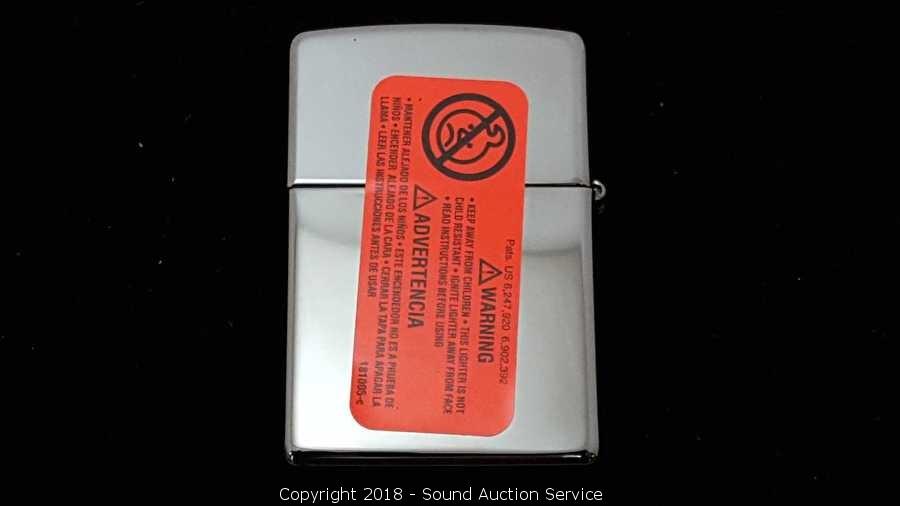 Pats. US 6,247,920 6,902,392
⚠WARNING
• KEEP AWAY FROM CHILDREN • THIS LIGHTER IS NOT
CHILD RESISTANT • IGNITE LIGHTER AWAY FROM FACE
• READ INSTRUCTIONS BEFORE USING
⚠ADVERTENCIA
• MANTENER ALEJADO DE LOS NIÑOS • ESTE ENCENDEDOR NO ES A PRUEBA DE
NIÑOS • ENCENDER ALEJADO DE LA CARA • CERRAR LA TAPA PARA APAGAR LA
LLAMA • LEER LAS INSTRUCCIONES ANTES DE USAR
181005-c
Copyright 2018 - Sound Auction Service